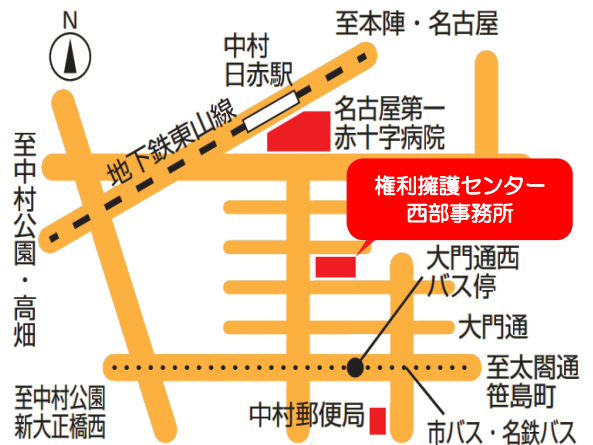 N
至本陣・名古屋
中村
日赤駅
地下鉄東山線
名古屋第一
赤十字病院
至中村公園・高畑
権利擁護センター
西部事務所
大門通西
バス停
大門通
至太閤通
笹島町
至中村公園
新大正橋西
中村郵便局
市バス・名鉄バス